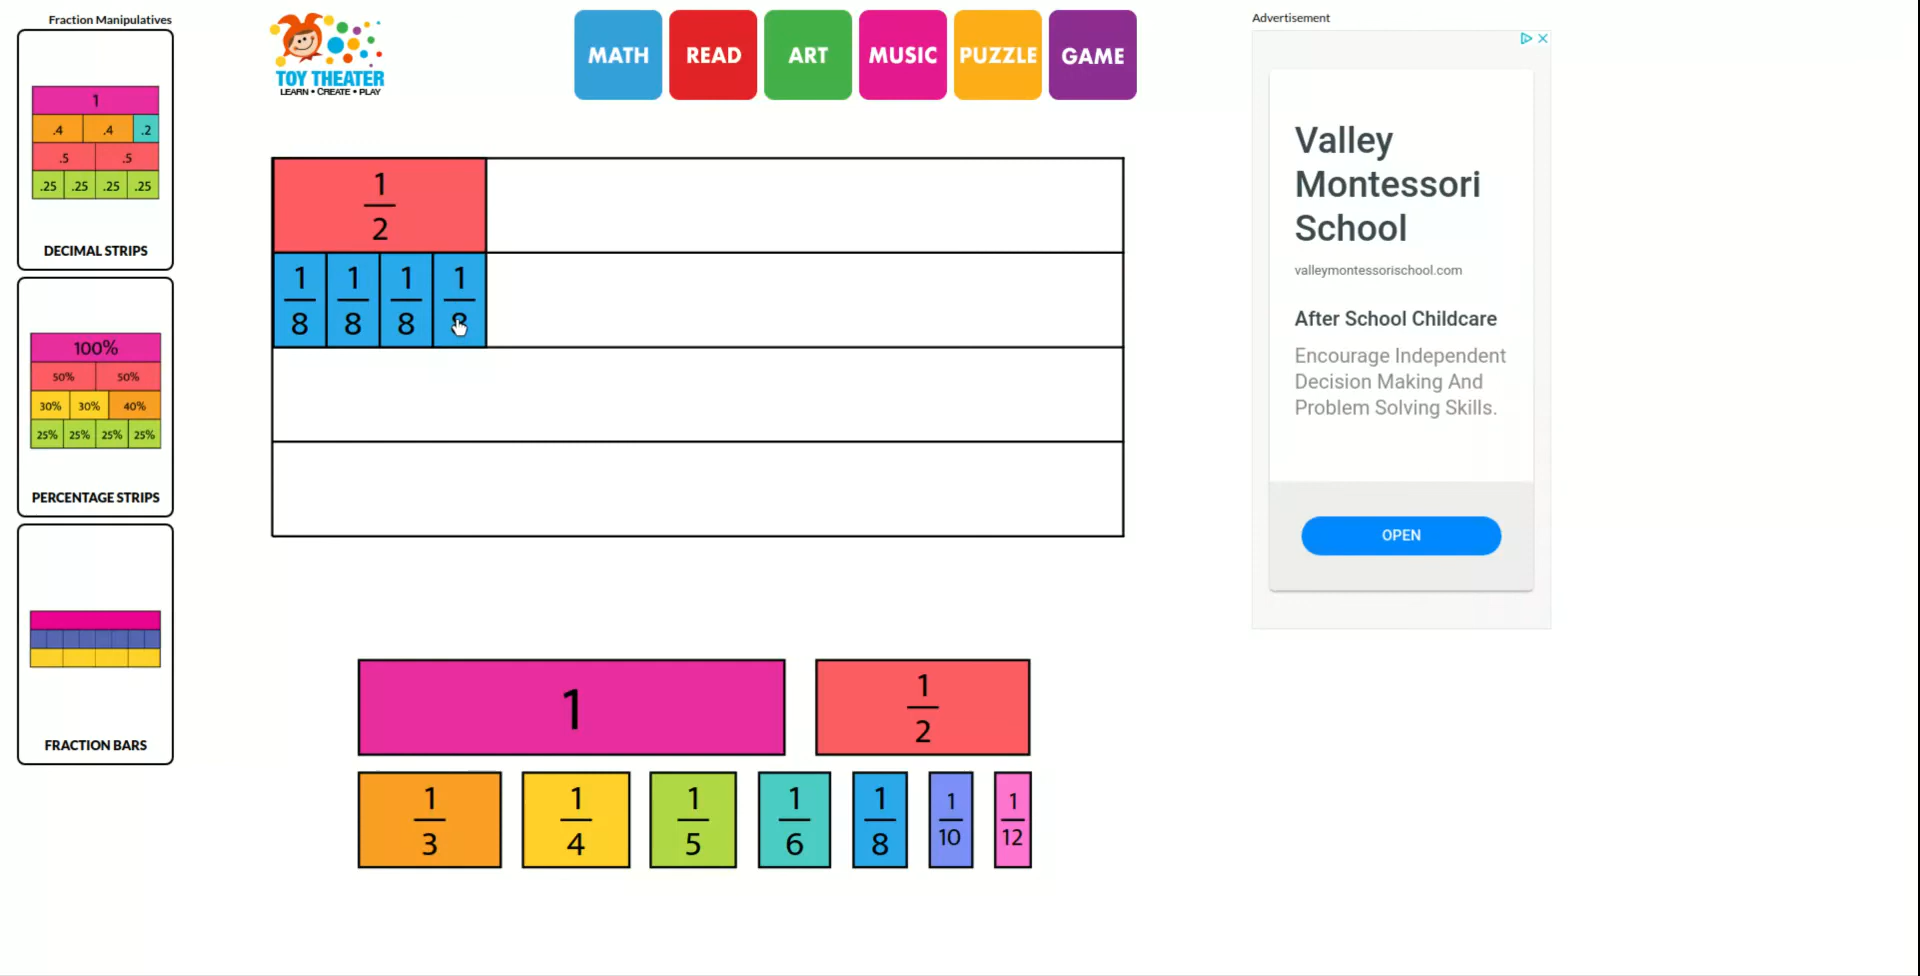 Fraction Manipulatives
1
.4 .4 .2
.5 .5
.25 .25 .25 .25
DECIMAL STRIPS
100%
50% 50%
30% 30% 40%
25% 25% 25% 25%
PERCENTAGE STRIPS
FRACTION BARS
TOY THEATER
LEARN • CREATE • PLAY
MATH READ ART MUSIC PUZZLE GAME
1
2
1 1 1 1
8 8 8 8
1
1
2
1 1 1 1 1 1 1
3 4 5 6 8 10 12
Advertisement
Valley
Montessori
School
valleymontessorischool.com
After School Childcare
Encourage Independent
Decision Making And
Problem Solving Skills.
OPEN